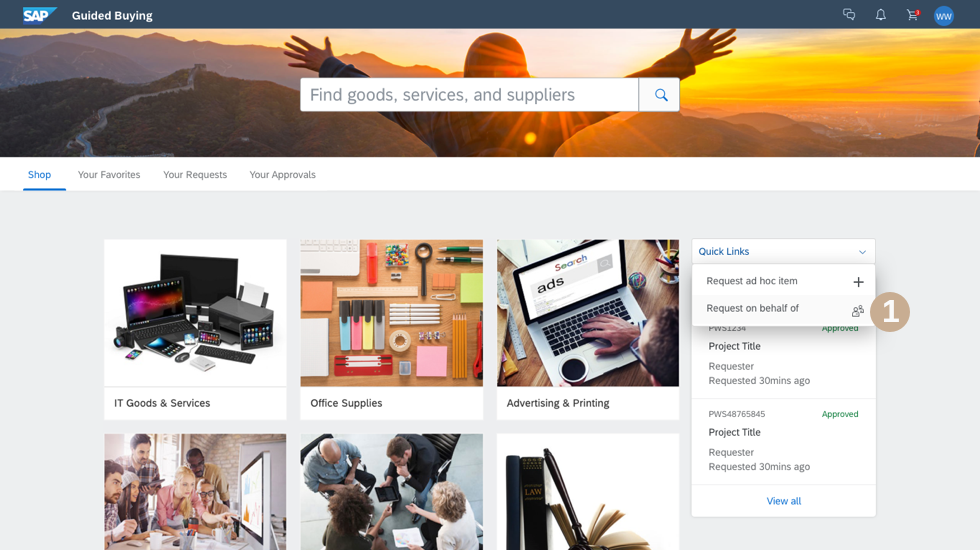 SAP Guided Buying
3
WW
Find goods, services, and suppliers
Shop
Your Favorites
Your Requests
Your Approvals
Search
ads
Quick Links
Request ad hoc item
Request on behalf of
1
PWS1234 Approved
Project Title
Requester
Requested 30mins ago
IT Goods & Services
Office Supplies
Advertising & Printing
PWS48765845 Approved
Project Title
Requester
Requested 30mins ago
LAW
View all